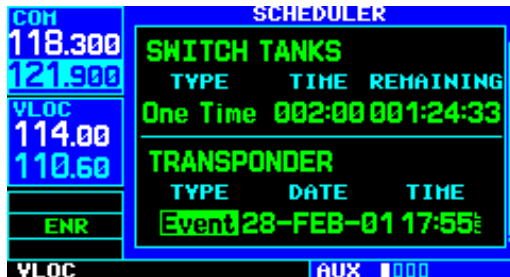 COM
118.300
121.900
VLOC
114.00
110.60
ENR
VLOC
SCHEDULER
SWITCH TANKS
TYPE TIME REMAINING
One Time 002:00 001:24:33
TRANSPONDER
TYPE DATE TIME
Event 28-FEB-01 17:55
AUX